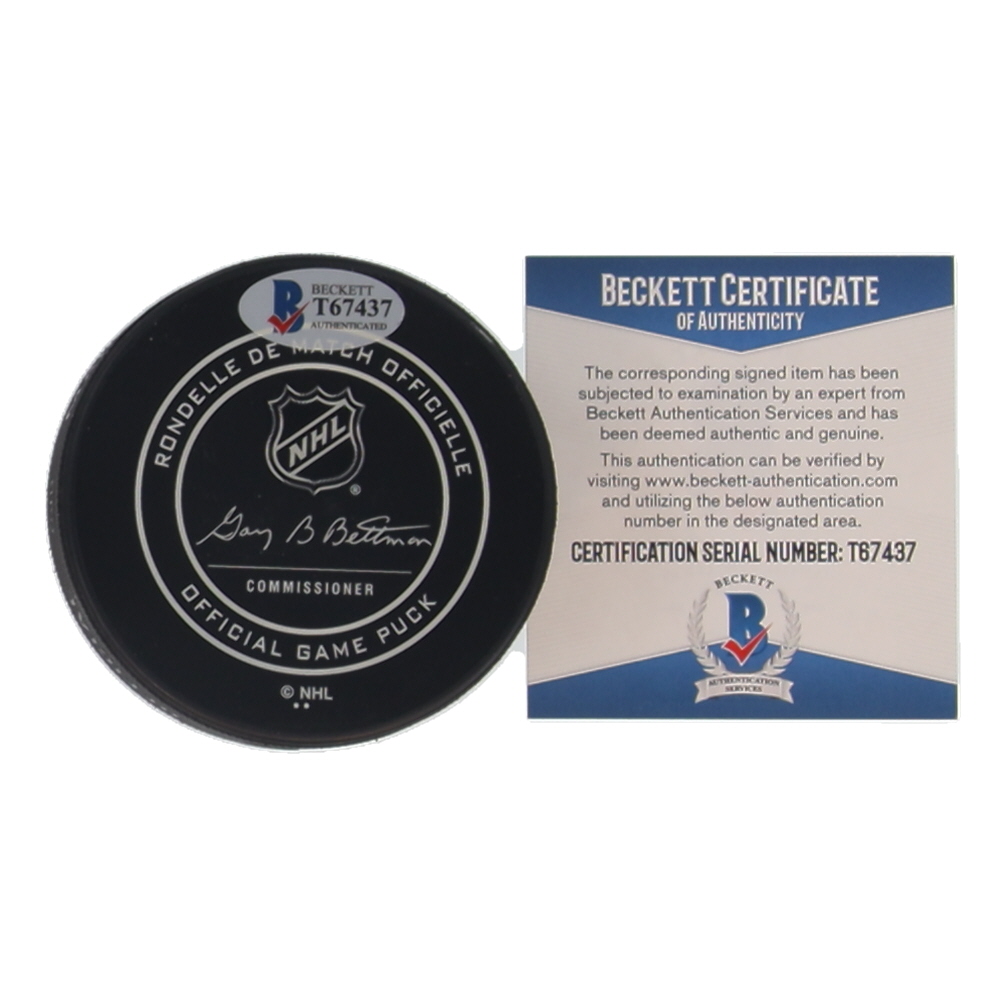 BECKETT
T67437
AUTHENTICATED
RONDELLE DE MATCH OFFICIELLE
NHL
®
Gary B Bettman
COMMISSIONER
OFFICIAL GAME PUCK
© NHL
BECKETT CERTIFICATE
OF AUTHENTICITY
The corresponding signed item has been
subjected to examination by an expert from
Beckett Authentication Services and has
been deemed authentic and genuine.
This authentication can be verified by
visiting www.beckett-authentication.com
and utilizing the below authentication
number in the designated area.
CERTIFICATION SERIAL NUMBER: T67437
BECKETT
B
AUTHENTICATION
SERVICES